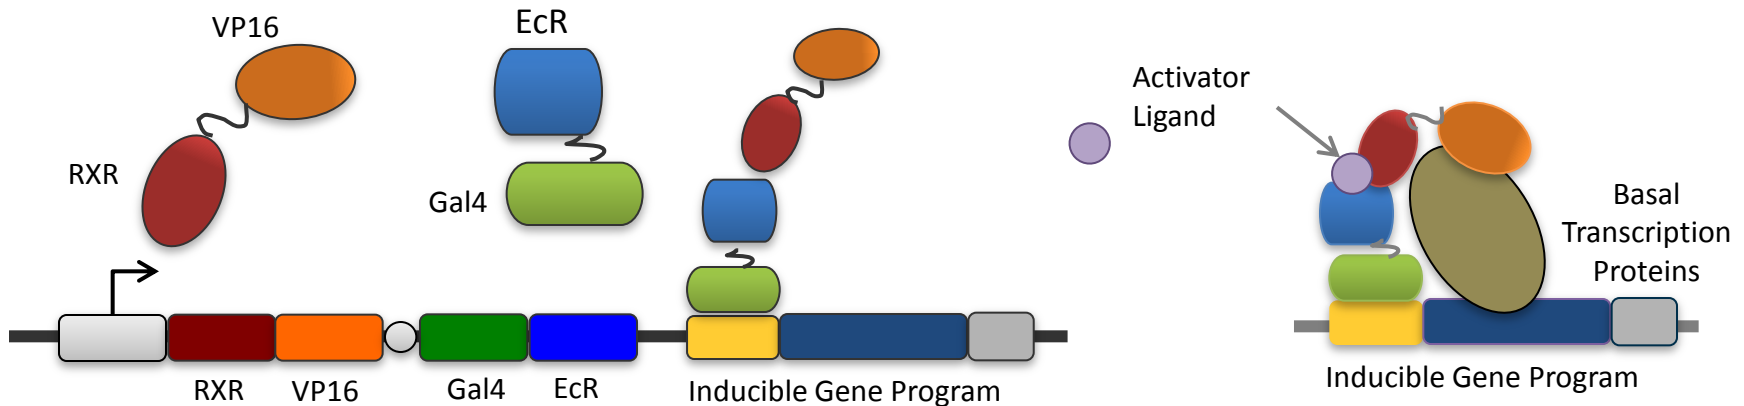 VP16
RXR
EcR
Gal4
Activator
Ligand
Basal
Transcription
Proteins
RXR
VP16
Gal4
EcR
Inducible Gene Program
Inducible Gene Program